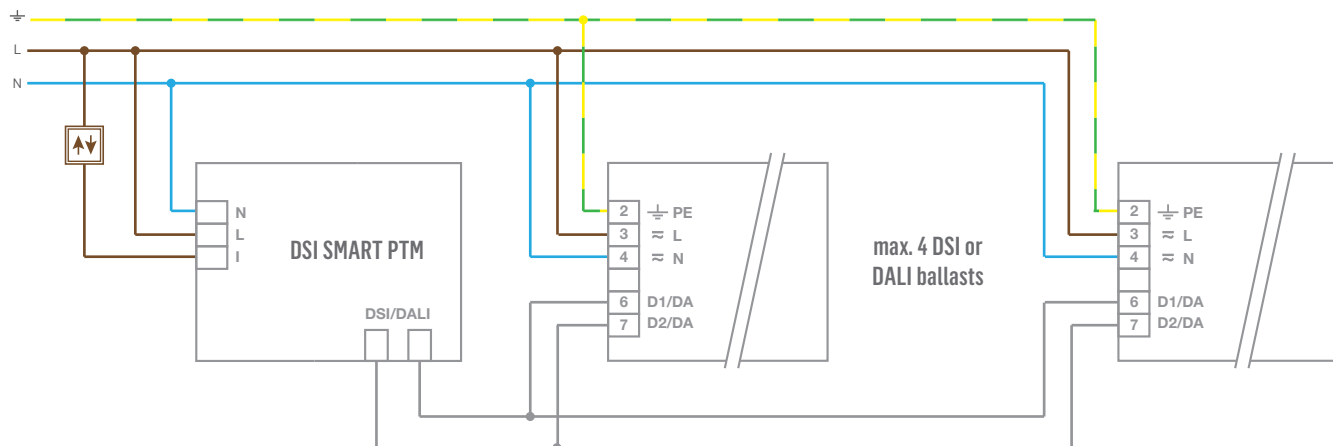 L
N
N
L
I
DSI SMART PTM
DSI/DALI
2 PE
3 ≂ L
4 ≂ N
6 D1/DA
7 D2/DA
max. 4 DSI or
DALI ballasts
2 PE
3 ≂ L
4 ≂ N
6 D1/DA
7 D2/DA